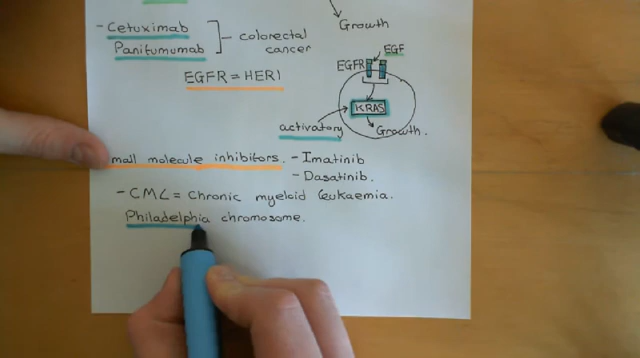 Growth
- Cetuximab
Panitumumab
colorectal
cancer
EGFR = HER1
EGF
EGFR
KRAS
activatory
Growth.
mall molecule inhibitors. - Imatinib
- Dasatinib.
- CML = Chronic myeloid leukaemia.
Philadelphia chromosome.